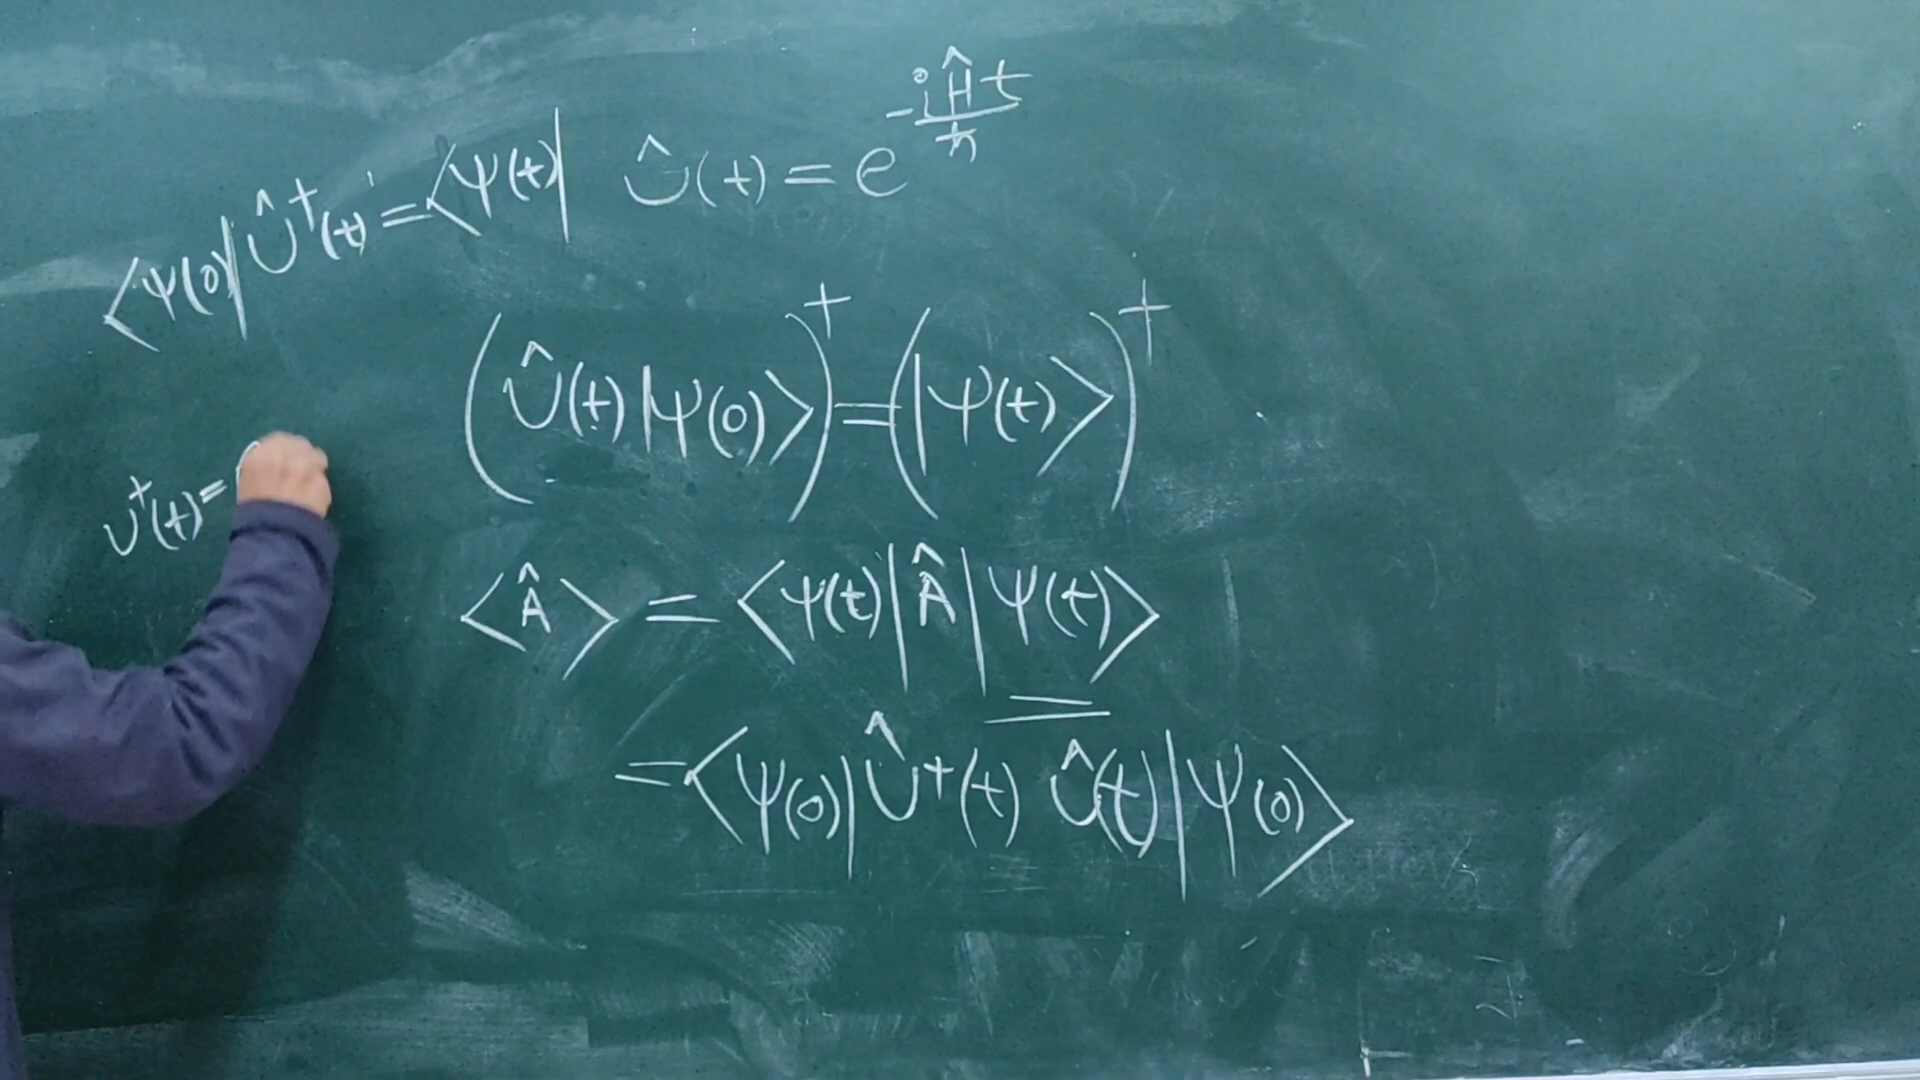 ⟨ψ(0)|Û†(t) = ⟨ψ(t)|
Û(t) = e^(-iĤt/ħ)
(Û(t)|ψ(0)⟩)† = (|ψ(t)⟩)†
U†(t) =
⟨Â⟩ = ⟨ψ(t)|Â|ψ(t)⟩
= ⟨ψ(0)|Û†(t) Û(t)|ψ(0)⟩